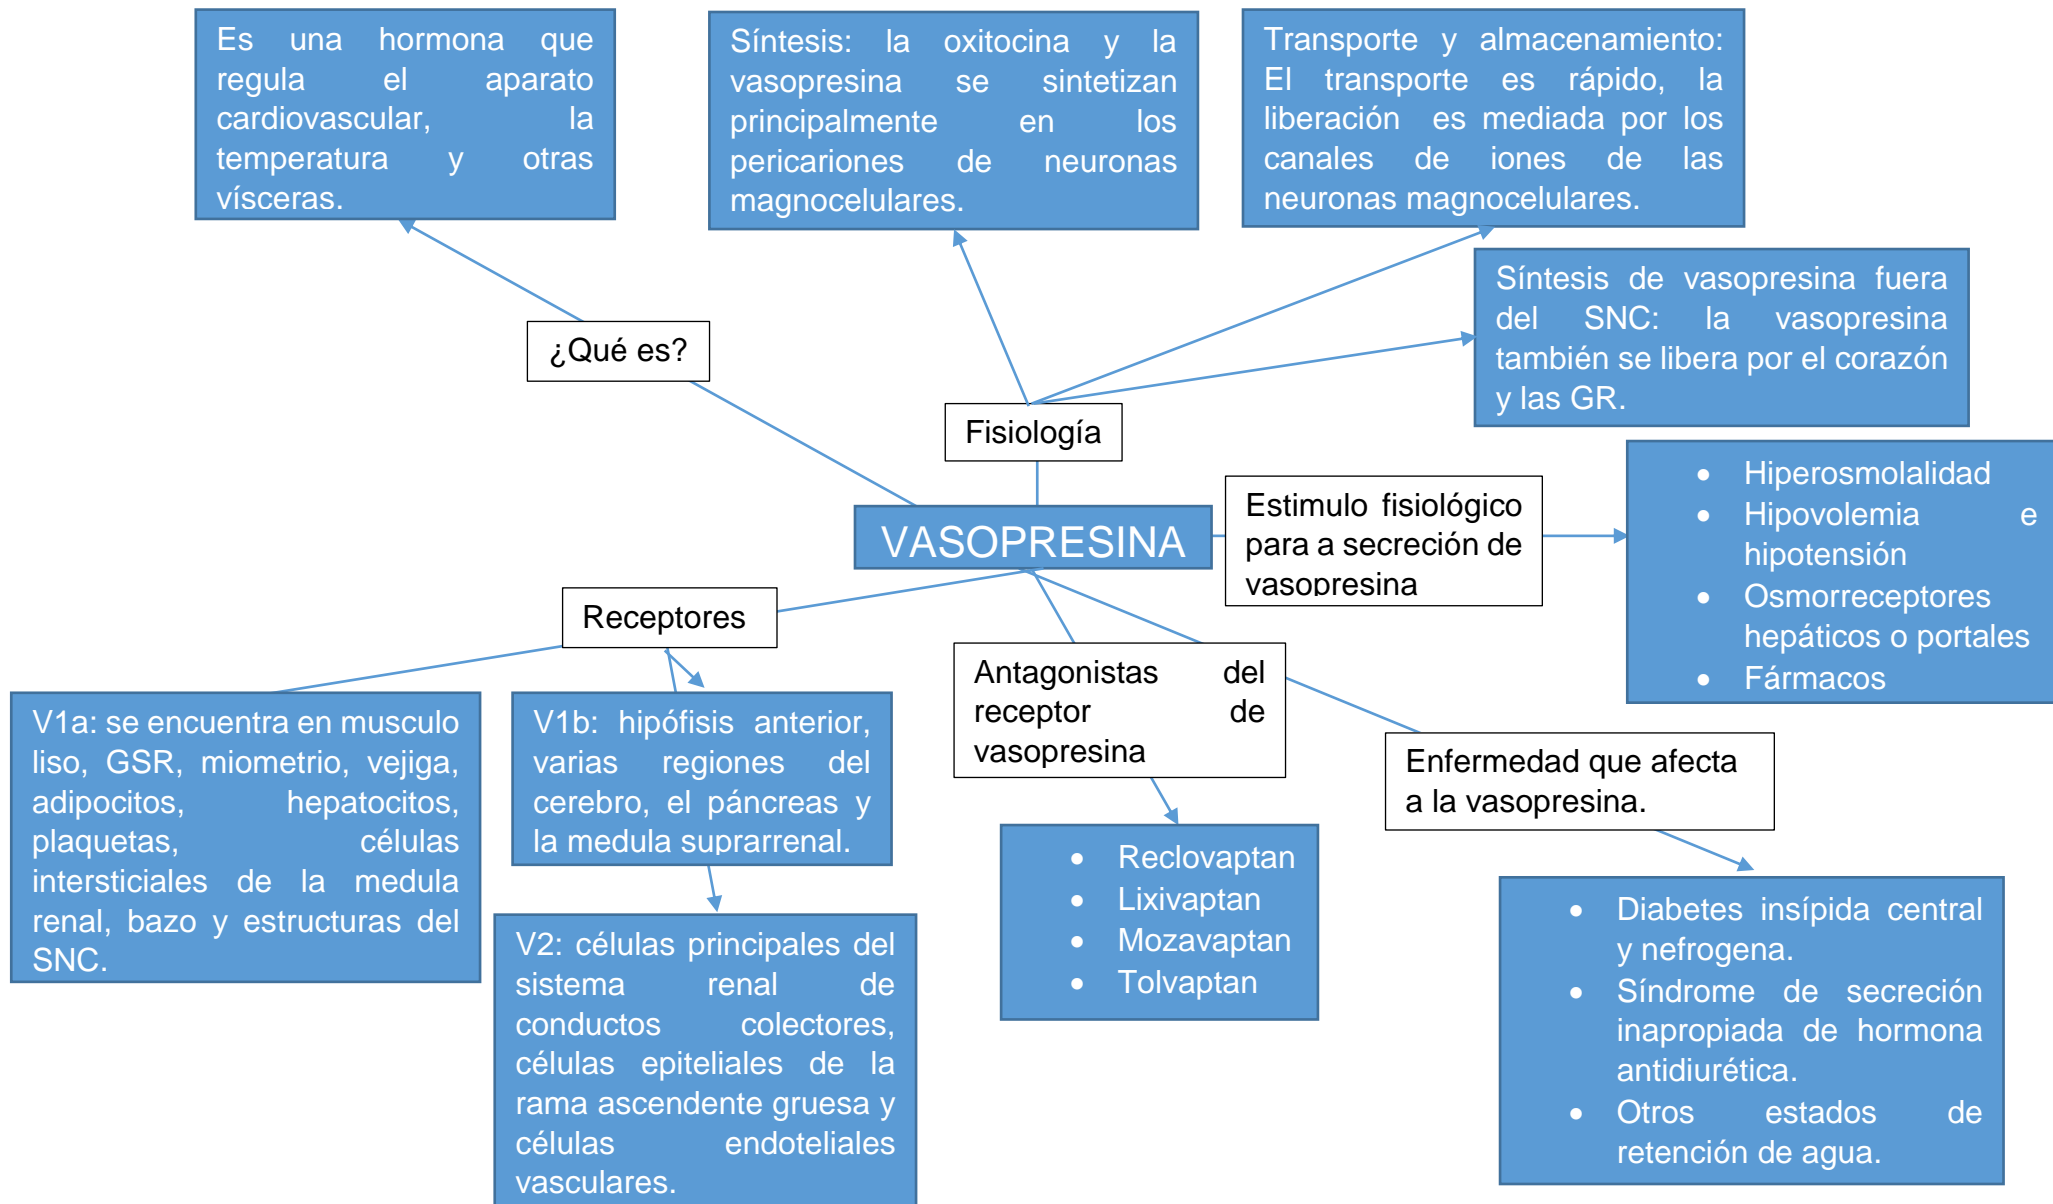 Es una hormona que
regula el aparato
cardiovascular, la
temperatura y otras
vísceras.
Síntesis: la oxitocina y la
vasopresina se sintetizan
principalmente en los
pericariones de neuronas
magnocelulares.
Transporte y almacenamiento:
El transporte es rápido, la
liberación es mediada por los
canales de iones de las
neuronas magnocelulares.
Síntesis de vasopresina fuera
del SNC: la vasopresina
también se libera por el corazón
y las GR.
¿Qué es?
Fisiología
VASOPRESINA
Estimulo fisiológico
para a secreción de
vasopresina
• Hiperosmolalidad
• Hipovolemia e
hipotensión
• Osmorreceptores
hepáticos o portales
• Fármacos
Receptores
V1a: se encuentra en musculo
liso, GSR, miometrio, vejiga,
adipocitos, hepatocitos,
plaquetas, células
intersticiales de la medula
renal, bazo y estructuras del
SNC.
V1b: hipófisis anterior,
varias regiones del
cerebro, el páncreas y
la medula suprarrenal.
V2: células principales del
sistema renal de
conductos colectores,
células epiteliales de la
rama ascendente gruesa y
células endoteliales
vasculares.
Antagonistas del
receptor de
vasopresina
• Reclovaptan
• Lixivaptan
• Mozavaptan
• Tolvaptan
Enfermedad que afecta
a la vasopresina.
• Diabetes insípida central
y nefrogena.
• Síndrome de secreción
inapropiada de hormona
antidiurética.
• Otros estados de
retención de agua.